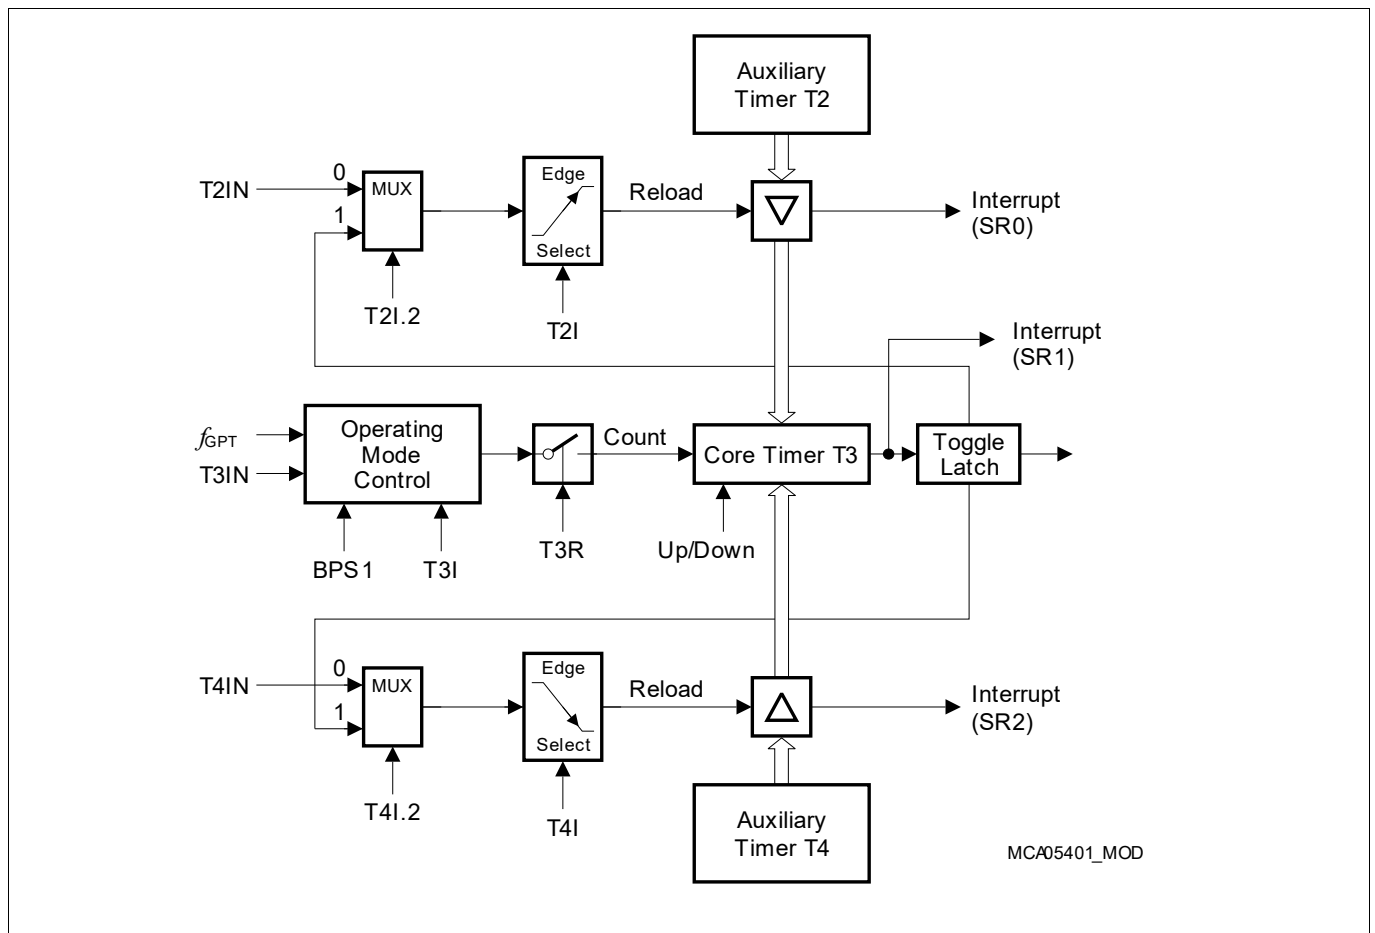 Auxiliary
Timer T2
T2IN
0
1
MUX
T2I.2
Edge
Select
T2I
Reload
Interrupt
(SR0)
Interrupt
(SR1)
fGPT
T3IN
Operating
Mode
Control
BPS1
T3I
T3R
Count
Core Timer T3
Up/Down
Toggle
Latch
T4IN
0
1
MUX
T4I.2
Edge
Select
T4I
Reload
Interrupt
(SR2)
Auxiliary
Timer T4
MCA05401_MOD